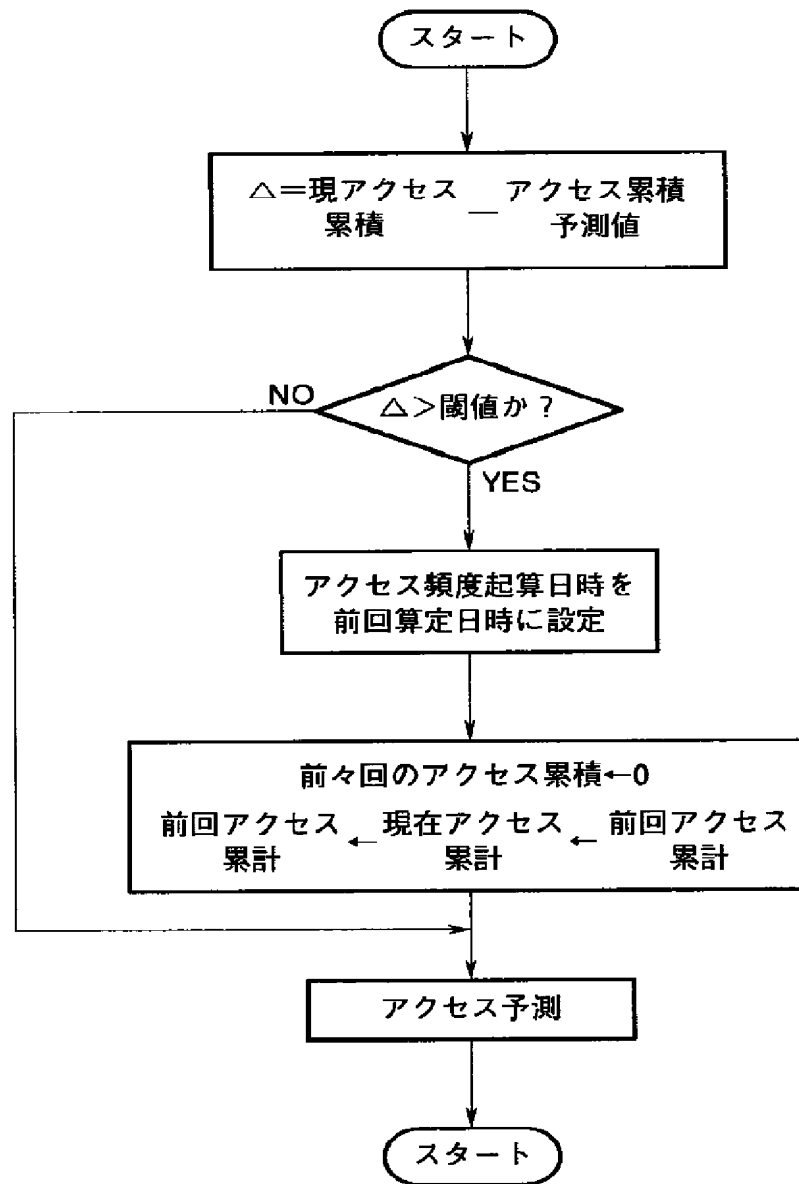 スタート
△＝現アクセス累積 — アクセス累積予測値
NO
△＞閾値か？
YES
アクセス頻度起算日時を
前回算定日時に設定
前々回のアクセス累積←0
前回アクセス累計 ← 現在アクセス累計 ← 前回アクセス累計
アクセス予測
スタート